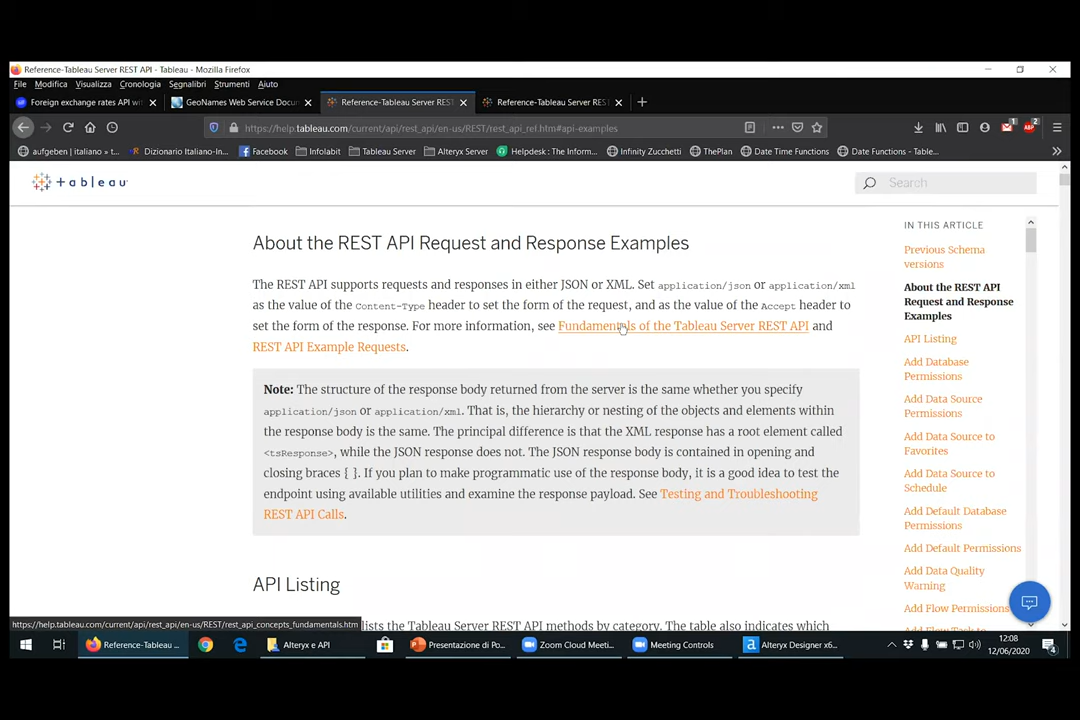 Reference-Tableau Server REST API - Tableau - Mozilla Firefox
File Modifica Visualizza Cronologia Segnalibri Strumenti Aiuto
Foreign exchange rates API wit GeoNames Web Service Docu Reference-Tableau Server REST Reference-Tableau Server REST
https://help.tableau.com/current/api/rest_api/en-us/REST/rest_api_ref.htm#api-examples
aufgeben | italiano » t... Dizionario Italiano-In... Facebook Infolabit Tableau Server Alteryx Server Helpdesk : The Inform... Infinity Zucchetti ThePlan Date Time Functions Date Functions - Table...
+ableau
Search
About the REST API Request and Response Examples
The REST API supports requests and responses in either JSON or XML. Set application/json or application/xml
as the value of the Content-Type header to set the form of the request, and as the value of the Accept header to
set the form of the response. For more information, see Fundamentals of the Tableau Server REST API and
REST API Example Requests.
Note: The structure of the response body returned from the server is the same whether you specify
application/json or application/xml. That is, the hierarchy or nesting of the objects and elements within
the response body is the same. The principal difference is that the XML response has a root element called
<tsResponse>, while the JSON response does not. The JSON response body is contained in opening and
closing braces { }. If you plan to make programmatic use of the response body, it is a good idea to test the
endpoint using available utilities and examine the response payload. See Testing and Troubleshooting
REST API Calls.
API Listing
lists the Tableau Server REST API methods by category. The table also indicates which
IN THIS ARTICLE
Previous Schema
versions
About the REST API
Request and Response
Examples
API Listing
Add Database
Permissions
Add Data Source
Permissions
Add Data Source to
Favorites
Add Data Source to
Schedule
Add Default Database
Permissions
Add Default Permissions
Add Data Quality
Warning
Add Flow Permissions
Add Flow Task to
https://help.tableau.com/current/api/rest_api/en-us/REST/rest_api_concepts_fundamentals.htm
Reference-Tableau ... Alteryx e API Presentazione di Po... Zoom Cloud Meeti... Meeting Controls Alteryx Designer x6...
12:08
12/06/2020